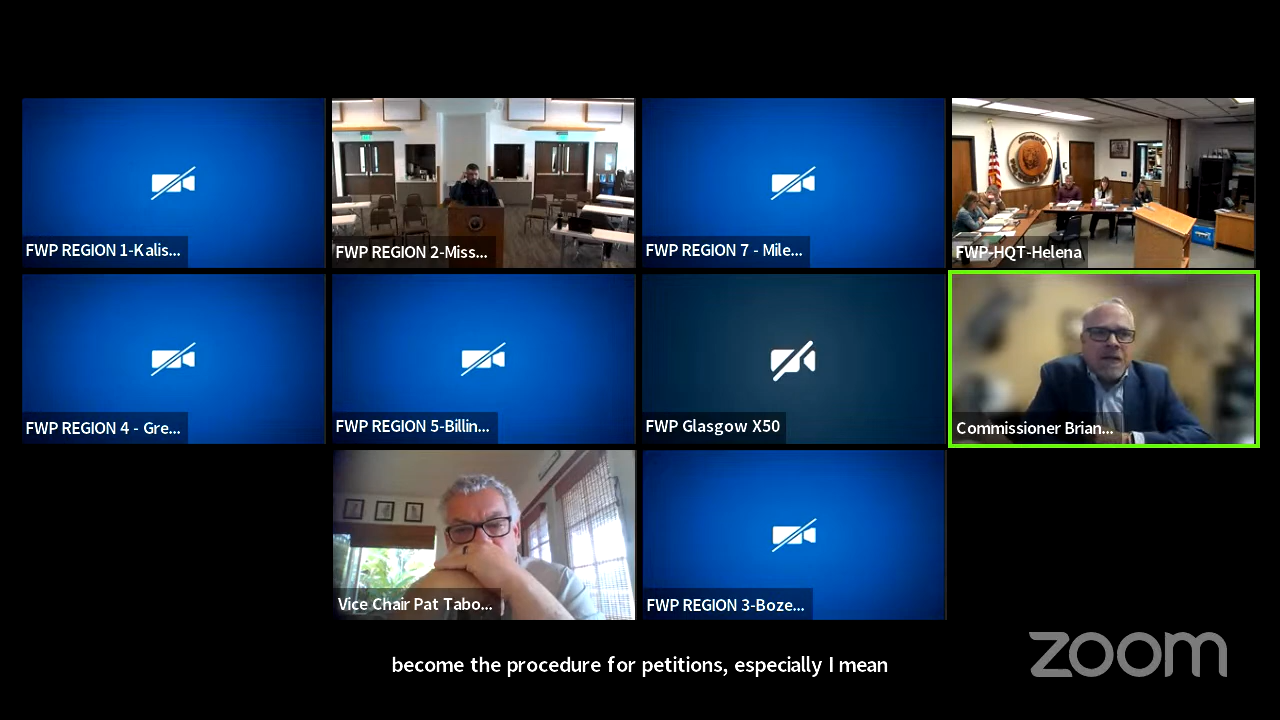 FWP REGION 1-Kalis...
FWP REGION 2-Miss...
FWP REGION 7 - Mile...
FWP-HQT-Helena
FWP REGION 4 - Gre...
FWP REGION 5-Billin...
FWP Glasgow X50
Commissioner Brian...
Vice Chair Pat Tabo...
FWP REGION 3-Boze...
become the procedure for petitions, especially I mean
zoom